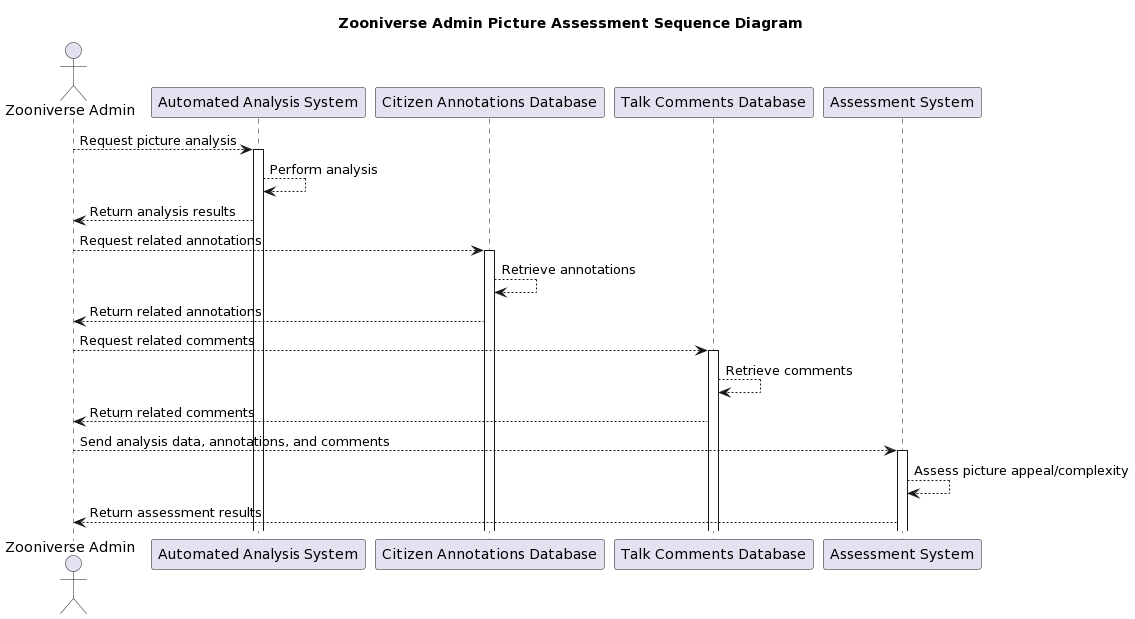 Zooniverse Admin Picture Assessment Sequence Diagram
Zooniverse Admin
Automated Analysis System
Citizen Annotations Database
Talk Comments Database
Assessment System
Request picture analysis
Perform analysis
Return analysis results
Request related annotations
Retrieve annotations
Return related annotations
Request related comments
Retrieve comments
Return related comments
Send analysis data, annotations, and comments
Assess picture appeal/complexity
Return assessment results
Zooniverse Admin
Automated Analysis System
Citizen Annotations Database
Talk Comments Database
Assessment System